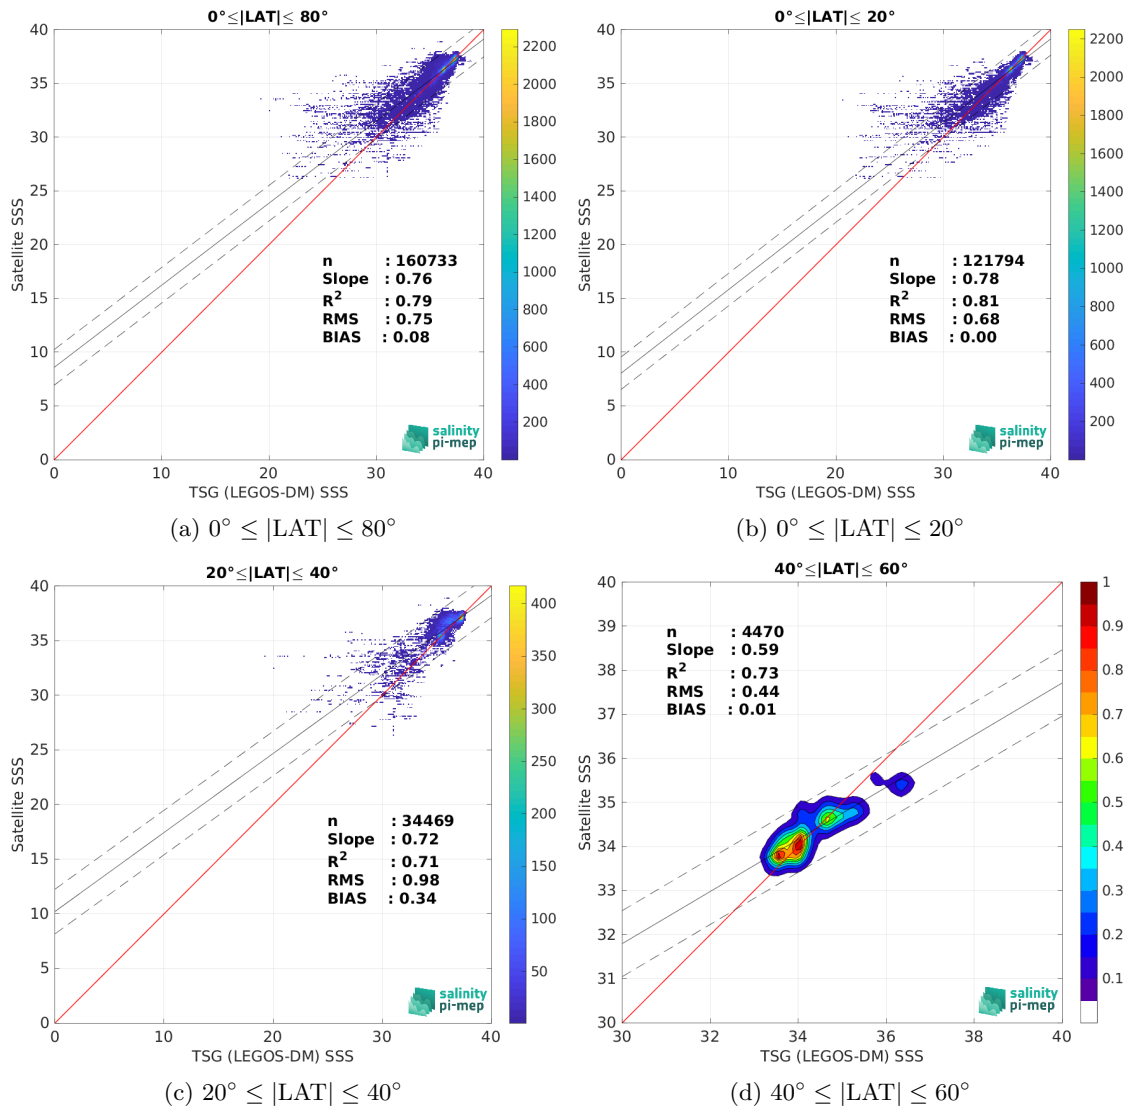 0°≤|LAT|≤ 80°
40
35
30
25
20
15
10
5
0
Satellite SSS
n : 160733
Slope : 0.76
R² : 0.79
RMS : 0.75
BIAS : 0.08
salinity
pi-mep
0 10 20 30 40
TSG (LEGOS-DM) SSS
2200
2000
1800
1600
1400
1200
1000
800
600
400
200
(a) 0° ≤ |LAT| ≤ 80°
0°≤|LAT|≤ 20°
40
35
30
25
20
15
10
5
0
Satellite SSS
n : 121794
Slope : 0.78
R² : 0.81
RMS : 0.68
BIAS : 0.00
salinity
pi-mep
0 10 20 30 40
TSG (LEGOS-DM) SSS
2200
2000
1800
1600
1400
1200
1000
800
600
400
200
(b) 0° ≤ |LAT| ≤ 20°
20°≤|LAT|≤ 40°
40
35
30
25
20
15
10
5
0
Satellite SSS
n : 34469
Slope : 0.72
R² : 0.71
RMS : 0.98
BIAS : 0.34
salinity
pi-mep
0 10 20 30 40
TSG (LEGOS-DM) SSS
400
350
300
250
200
150
100
50
(c) 20° ≤ |LAT| ≤ 40°
40°≤|LAT|≤ 60°
40
39
38
37
36
35
34
33
32
31
30
Satellite SSS
n : 4470
Slope : 0.59
R² : 0.73
RMS : 0.44
BIAS : 0.01
salinity
pi-mep
30 32 34 36 38 40
TSG (LEGOS-DM) SSS
1
0.9
0.8
0.7
0.6
0.5
0.4
0.3
0.2
0.1
(d) 40° ≤ |LAT| ≤ 60°